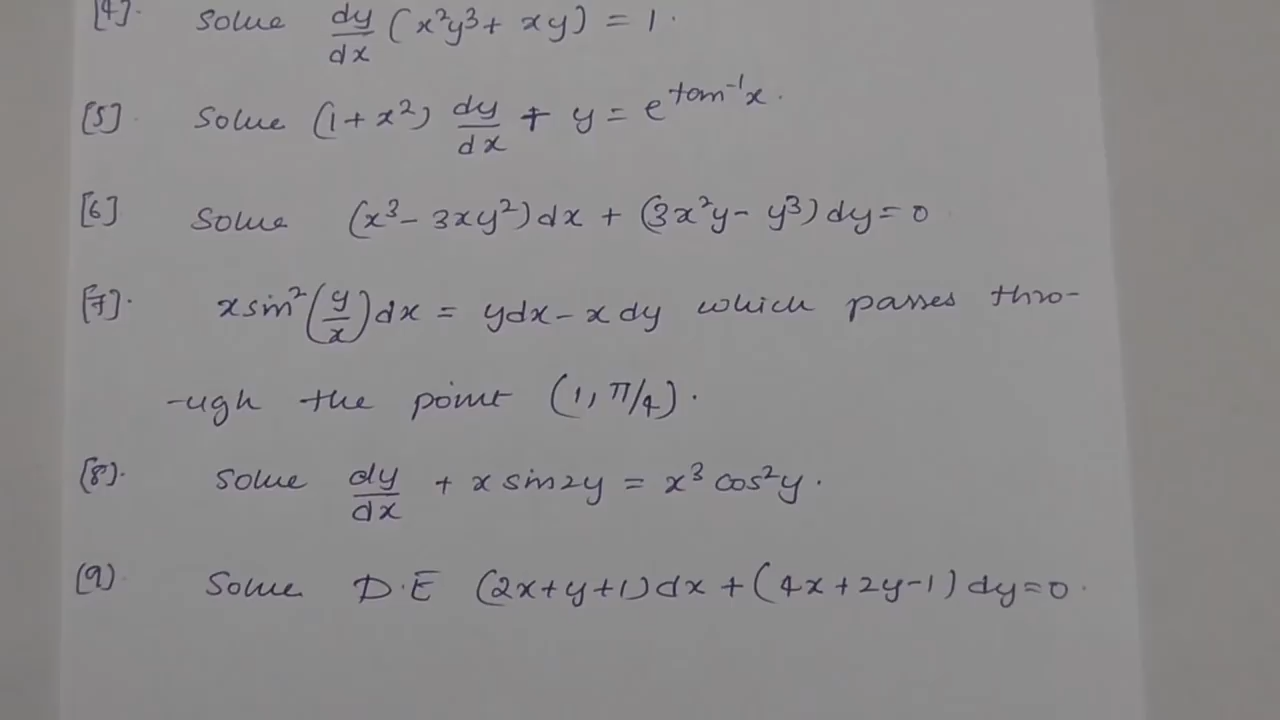 [4]. Solve dy/dx (x²y³ + xy) = 1.
[5]. Solve (1+x²) dy/dx + y = e^tan⁻¹x.
[6] Solve (x³ - 3xy²)dx + (3x²y - y³)dy = 0
[7]. x sin²(y/x)dx = ydx - x dy which passes thro-
-ugh the point (1, π/4).
[8]. Solve dy/dx + x sin2y = x³ cos²y.
(9) Solve D.E (2x+y+1)dx + (4x+2y-1)dy=0.